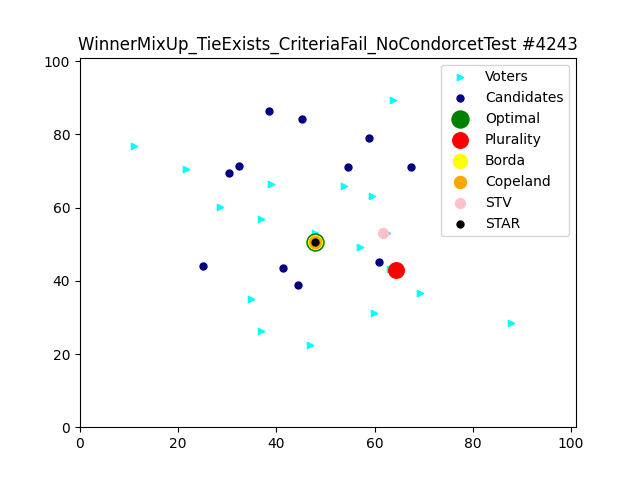 WinnerMixUp_TieExists_CriteriaFail_NoCondorcetTest #4243
100
80
60
40
20
0
0 20 40 60 80 100
Voters
Candidates
Optimal
Plurality
Borda
Copeland
STV
STAR